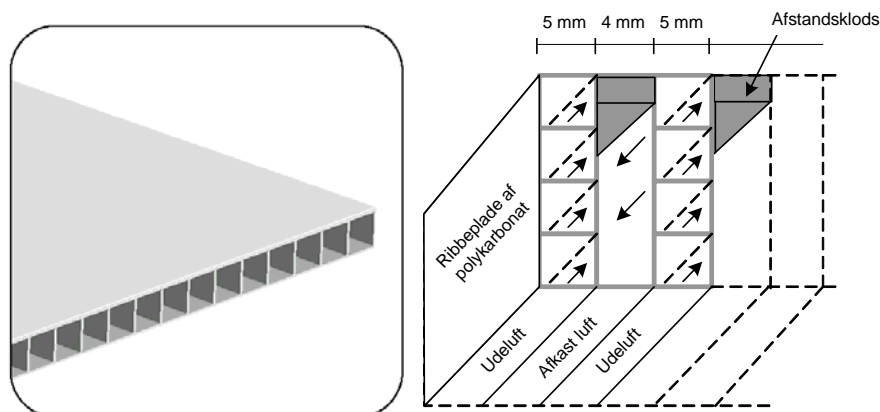 5 mm 4 mm 5 mm
Afstandsklods
Ribbeplade af
polykarbonat
Udeluft
Afkast luft
Udeluft